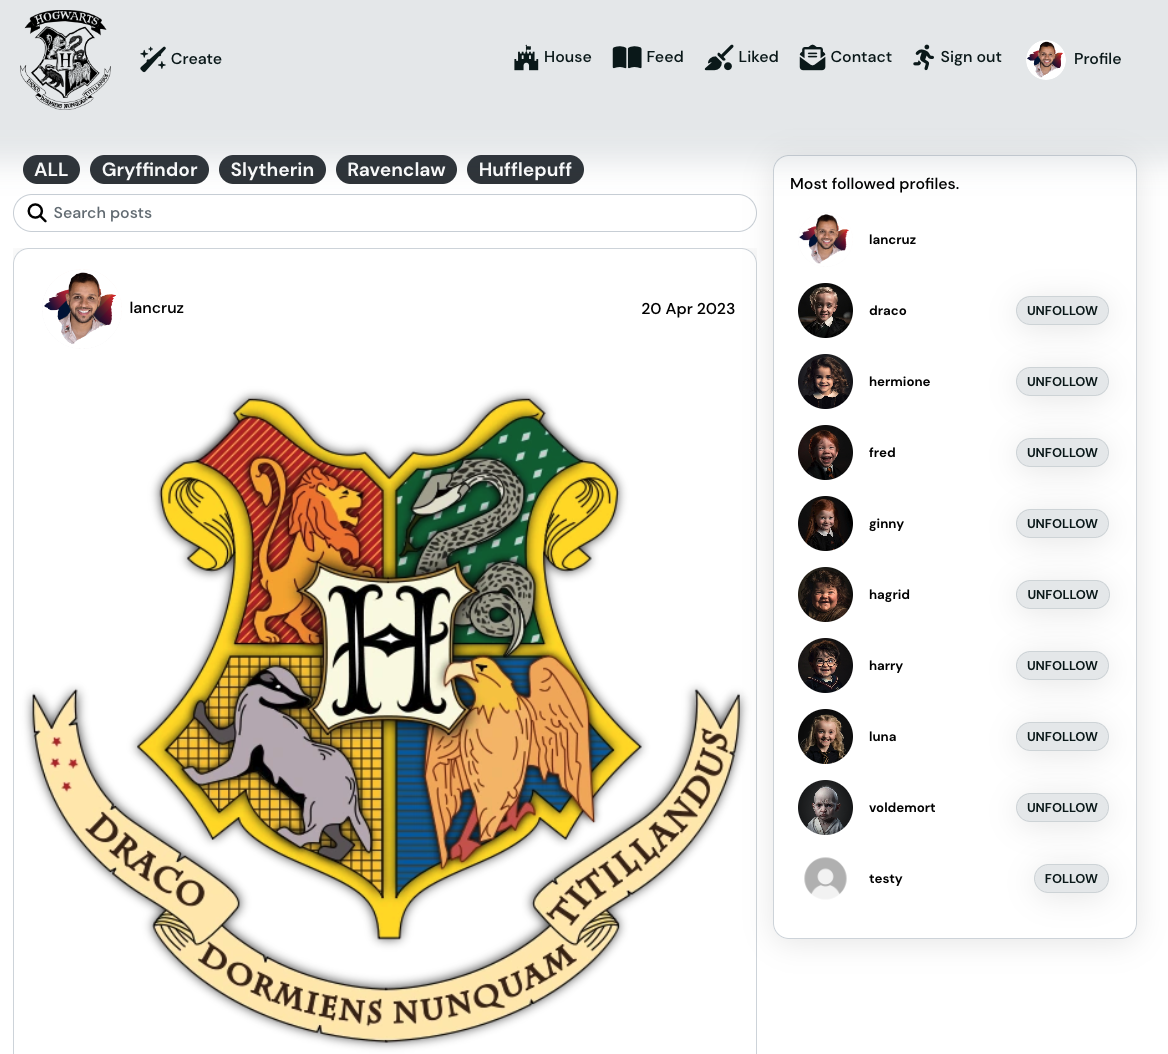 HOGWARTS
H
DRACO DORMIENS NUNQUAM TITILLANDUS
Create
House
Feed
Liked
Contact
Sign out
Profile
ALL
Gryffindor
Slytherin
Ravenclaw
Hufflepuff
Search posts
lancruz
20 Apr 2023
H
DRACO
DORMIENS NUNQUAM
TITILLANDUS
Most followed profiles.
lancruz
draco UNFOLLOW
hermione UNFOLLOW
fred UNFOLLOW
ginny UNFOLLOW
hagrid UNFOLLOW
harry UNFOLLOW
luna UNFOLLOW
voldemort UNFOLLOW
testy FOLLOW